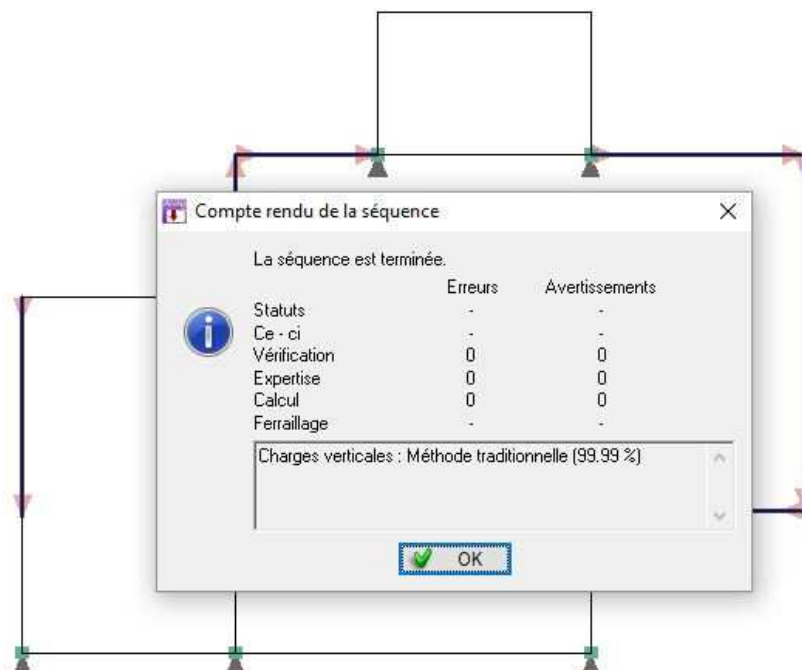 Compte rendu de la séquence
La séquence est terminée.
Erreurs Avertissements
Statuts - -
Ce - ci - -
Vérification 0 0
Expertise 0 0
Calcul 0 0
Ferraillage - -
Charges verticales : Méthode traditionnelle (99.99 %)
OK